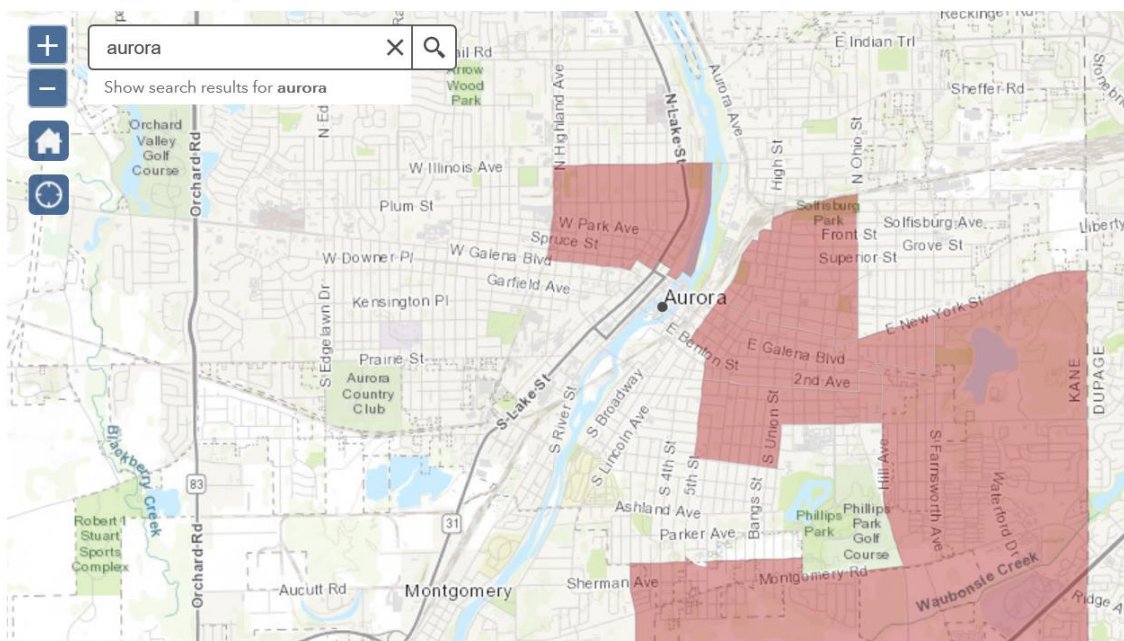 +
aurora
Show search results for aurora
−
ail Rd
Arrow
Wood
Park
Reckinger Rd
E Indian Trl
Sheffer Rd
Aurora Ave
N Highland Ave
N Lake St
High St
N Ohio St
Orchard
Valley
Golf
Course
Orchard Rd
N Ed
W Illinois Ave
Plum St
W Park Ave
Spruce St
Solfisburg
Park
Solfisburg Ave
Front St
Grove St
Superior St
Liberty
W Downer Pl
W Galena Blvd
Garfield Ave
Kensington Pl
Aurora
E New York St
S Edgelawn Dr
Prairie St
E Benton St
E Galena Blvd
2nd Ave
KANE
DUPAGE
Aurora
Country
Club
S Lake St
S River St
S Broadway
S Lincoln Ave
S Union St
Hill Ave
S Farnsworth Ave
Waterford Dr
Blackberry Creek
83
31
S 4th St
5th St
Bangs St
Ashland Ave
Parker Ave
Phillips
Park
Phillips
Park
Golf
Course
Robert I
Stuart
Sports
Complex
Orchard Rd
Aucutt Rd
Montgomery
Sherman Ave
Montgomery Rd
Waubonsie Creek
Ridge A